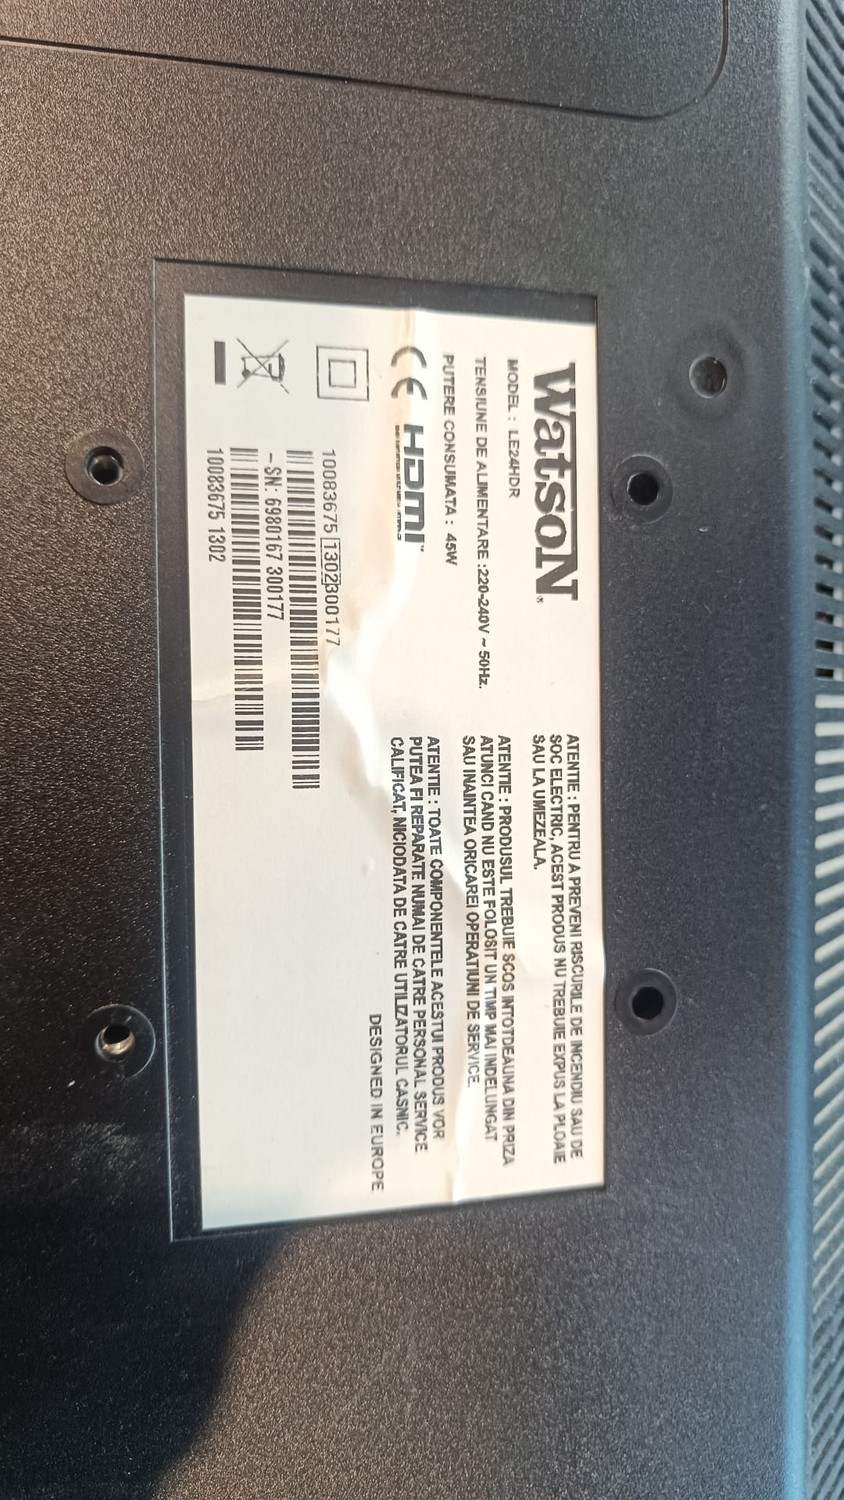 WatsoN®
MODEL : LE24HDR
TENSIUNE DE ALIMENTARE :220-240V ~ 50Hz.
PUTERE CONSUMATA : 45W
CE HDMI™
10083675 1302300177
- SN: 6980167 300177
10083675 1302
ATENTIE : PENTRU A PREVENI RISCURILE DE INCENDIU SAU DE
SOC ELECTRIC, ACEST PRODUS NU TREBUIE EXPUS LA PLOAIE
SAU LA UMEZEALA.
ATENTIE : PRODUSUL TREBUIE SCOS INTOTDEAUNA DIN PRIZA
ATUNCI CAND NU ESTE FOLOSIT UN TIMP MAI INDELUNGAT
SAU INAINTEA ORICAREI OPERATIUNI DE SERVICE.
ATENTIE : TOATE COMPONENTELE ACESTUI PRODUS VOR
PUTEA FI REPARATE NUMAI DE CATRE PERSONAL SERVICE
CALIFICAT, NICIODATA DE CATRE UTILIZATORUL CASNIC.
DESIGNED IN EUROPE